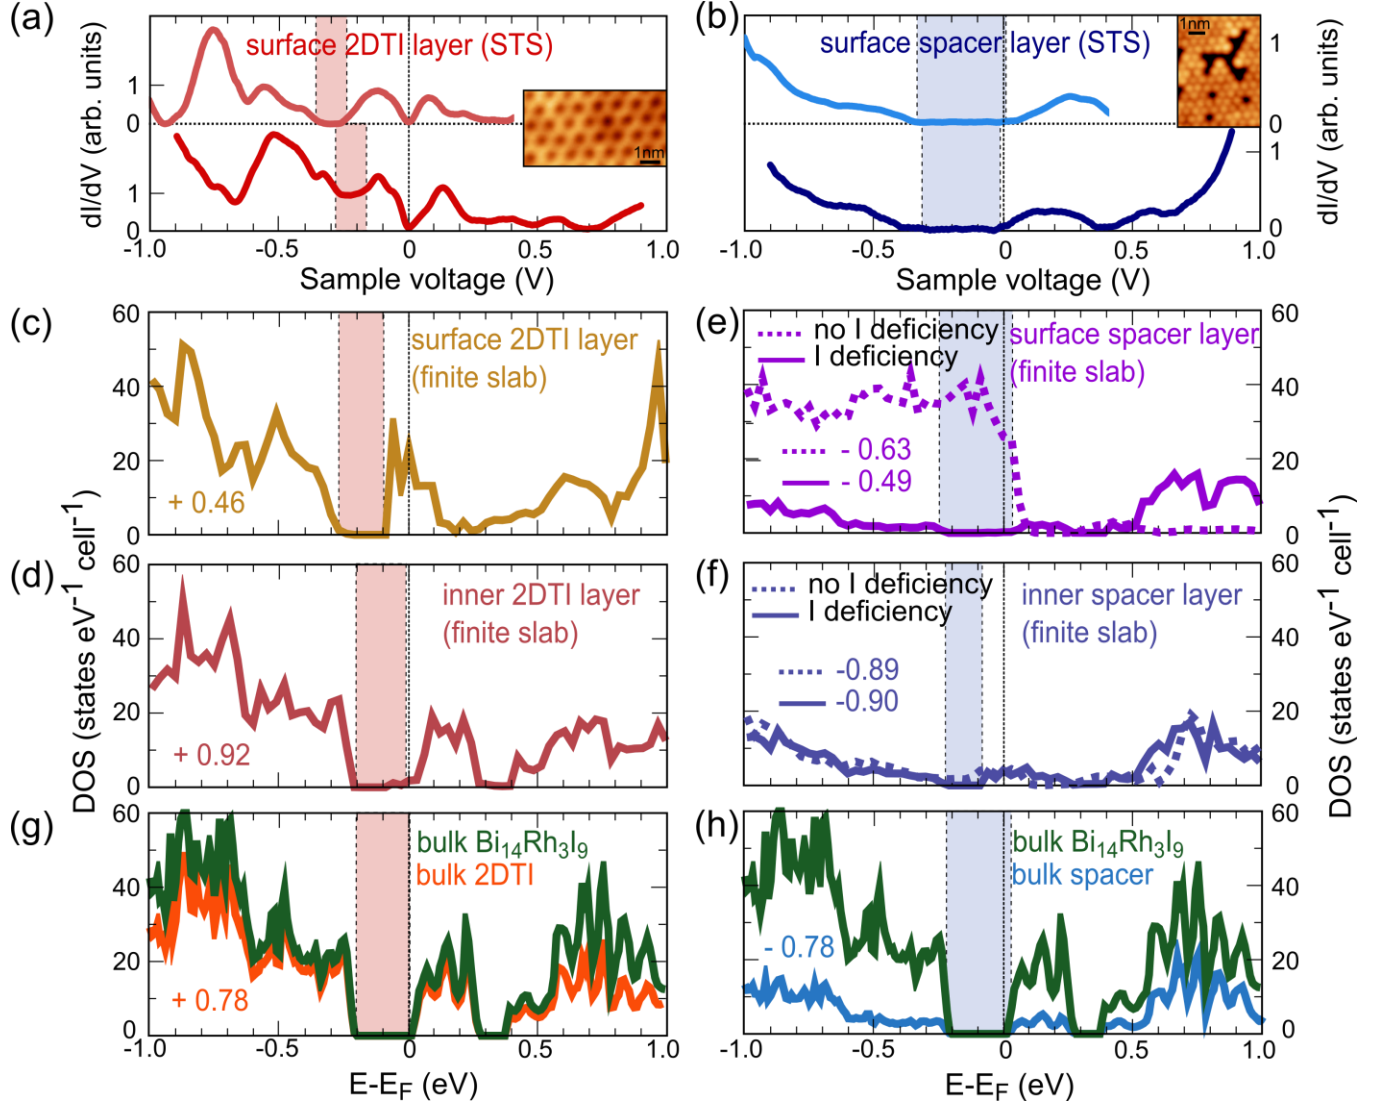 (a)
surface 2DTI layer (STS)
1
0
1
0
dI/dV (arb. units)
1nm
-1.0 -0.5 0 0.5 1.0
Sample voltage (V)
(b)
surface spacer layer (STS)
1nm
1
0
1
0
dI/dV (arb. units)
-1.0 -0.5 0 0.5 1.0
Sample voltage (V)
(c)
60
40
20
0
surface 2DTI layer
(finite slab)
+ 0.46
(e)
no I deficiency
I deficiency
surface spacer layer
(finite slab)
- 0.63
- 0.49
60
40
20
0
(d)
60
40
20
0
inner 2DTI layer
(finite slab)
+ 0.92
DOS (states eV⁻¹ cell⁻¹)
(f)
no I deficiency
I deficiency
inner spacer layer
(finite slab)
-0.89
-0.90
60
40
20
0
DOS (states eV⁻¹ cell⁻¹)
(g)
60
40
20
0
bulk Bi₁₄Rh₃I₉
bulk 2DTI
+ 0.78
-1.0 -0.5 0 0.5 1.0
E-E_F (eV)
(h)
bulk Bi₁₄Rh₃I₉
bulk spacer
- 0.78
60
40
20
0
-1.0 -0.5 0 0.5 1.0
E-E_F (eV)